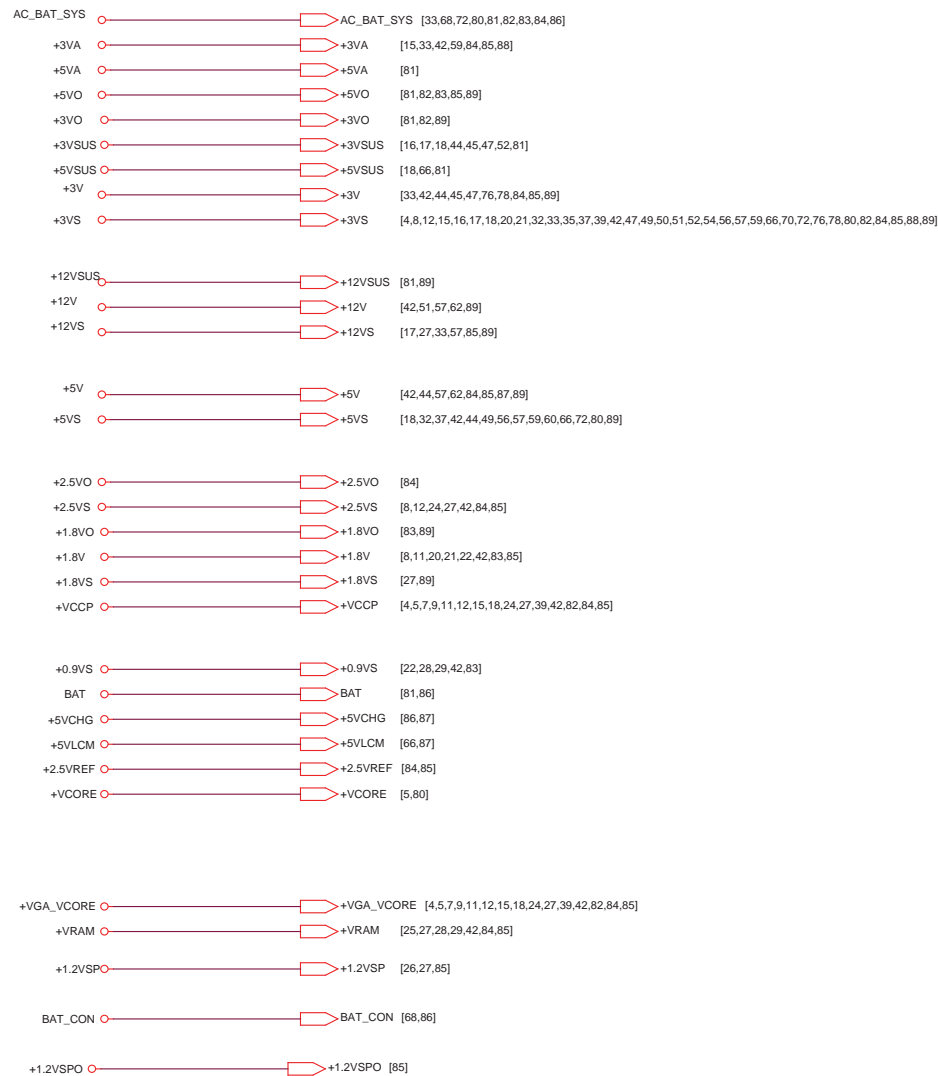 AC_BAT_SYS AC_BAT_SYS [33,68,72,80,81,82,83,84,86]
+3VA +3VA [15,33,42,59,84,85,88]
+5VA +5VA [81]
+5VO +5VO [81,82,83,85,89]
+3VO +3VO [81,82,89]
+3VSUS +3VSUS [16,17,18,44,45,47,52,81]
+5VSUS +5VSUS [18,66,81]
+3V +3V [33,42,44,45,47,76,78,84,85,89]
+3VS +3VS [4,8,12,15,16,17,18,20,21,32,33,35,37,39,42,47,49,50,51,52,54,56,57,59,66,70,72,76,78,80,82,84,85,88,89]
+12VSUS +12VSUS [81,89]
+12V +12V [42,51,57,62,89]
+12VS +12VS [17,27,33,57,85,89]
+5V +5V [42,44,57,62,84,85,87,89]
+5VS +5VS [18,32,37,42,44,49,56,57,59,60,66,72,80,89]
+2.5VO +2.5VO [84]
+2.5VS +2.5VS [8,12,24,27,42,84,85]
+1.8VO +1.8VO [83,89]
+1.8V +1.8V [8,11,20,21,22,42,83,85]
+1.8VS +1.8VS [27,89]
+VCCP +VCCP [4,5,7,9,11,12,15,18,24,27,39,42,82,84,85]
+0.9VS +0.9VS [22,28,29,42,83]
BAT BAT [81,86]
+5VCHG +5VCHG [86,87]
+5VLCM +5VLCM [66,87]
+2.5VREF +2.5VREF [84,85]
+VCORE +VCORE [5,80]
+VGA_VCORE +VGA_VCORE [4,5,7,9,11,12,15,18,24,27,39,42,82,84,85]
+VRAM +VRAM [25,27,28,29,42,84,85]
+1.2VSP +1.2VSP [26,27,85]
BAT_CON BAT_CON [68,86]
+1.2VSPO +1.2VSPO [85]